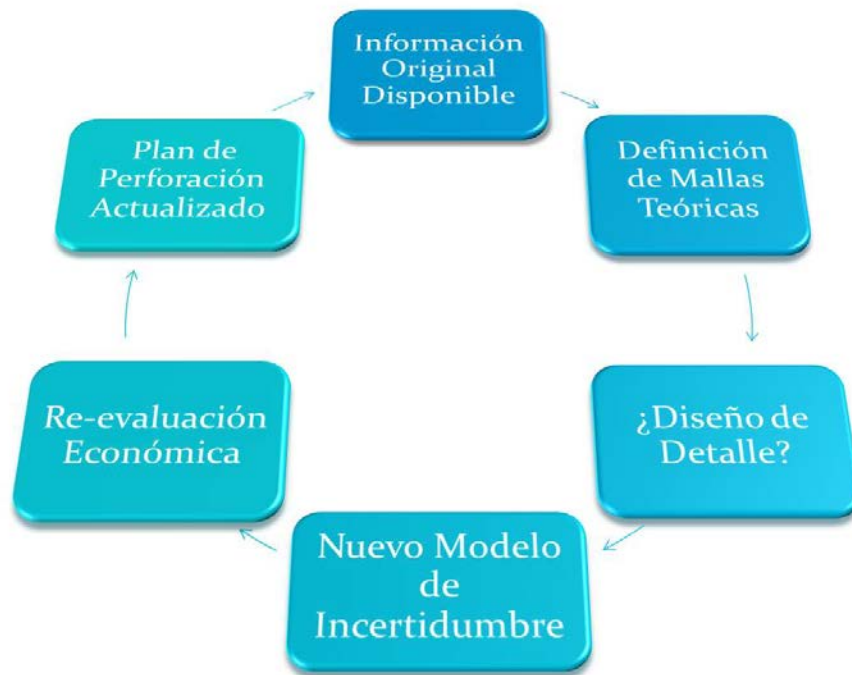 Información
Original
Disponible
Definición
de Mallas
Teóricas
¿Diseño de
Detalle?
Nuevo Modelo
de
Incertidumbre
Re-evaluación
Económica
Plan de
Perforación
Actualizado